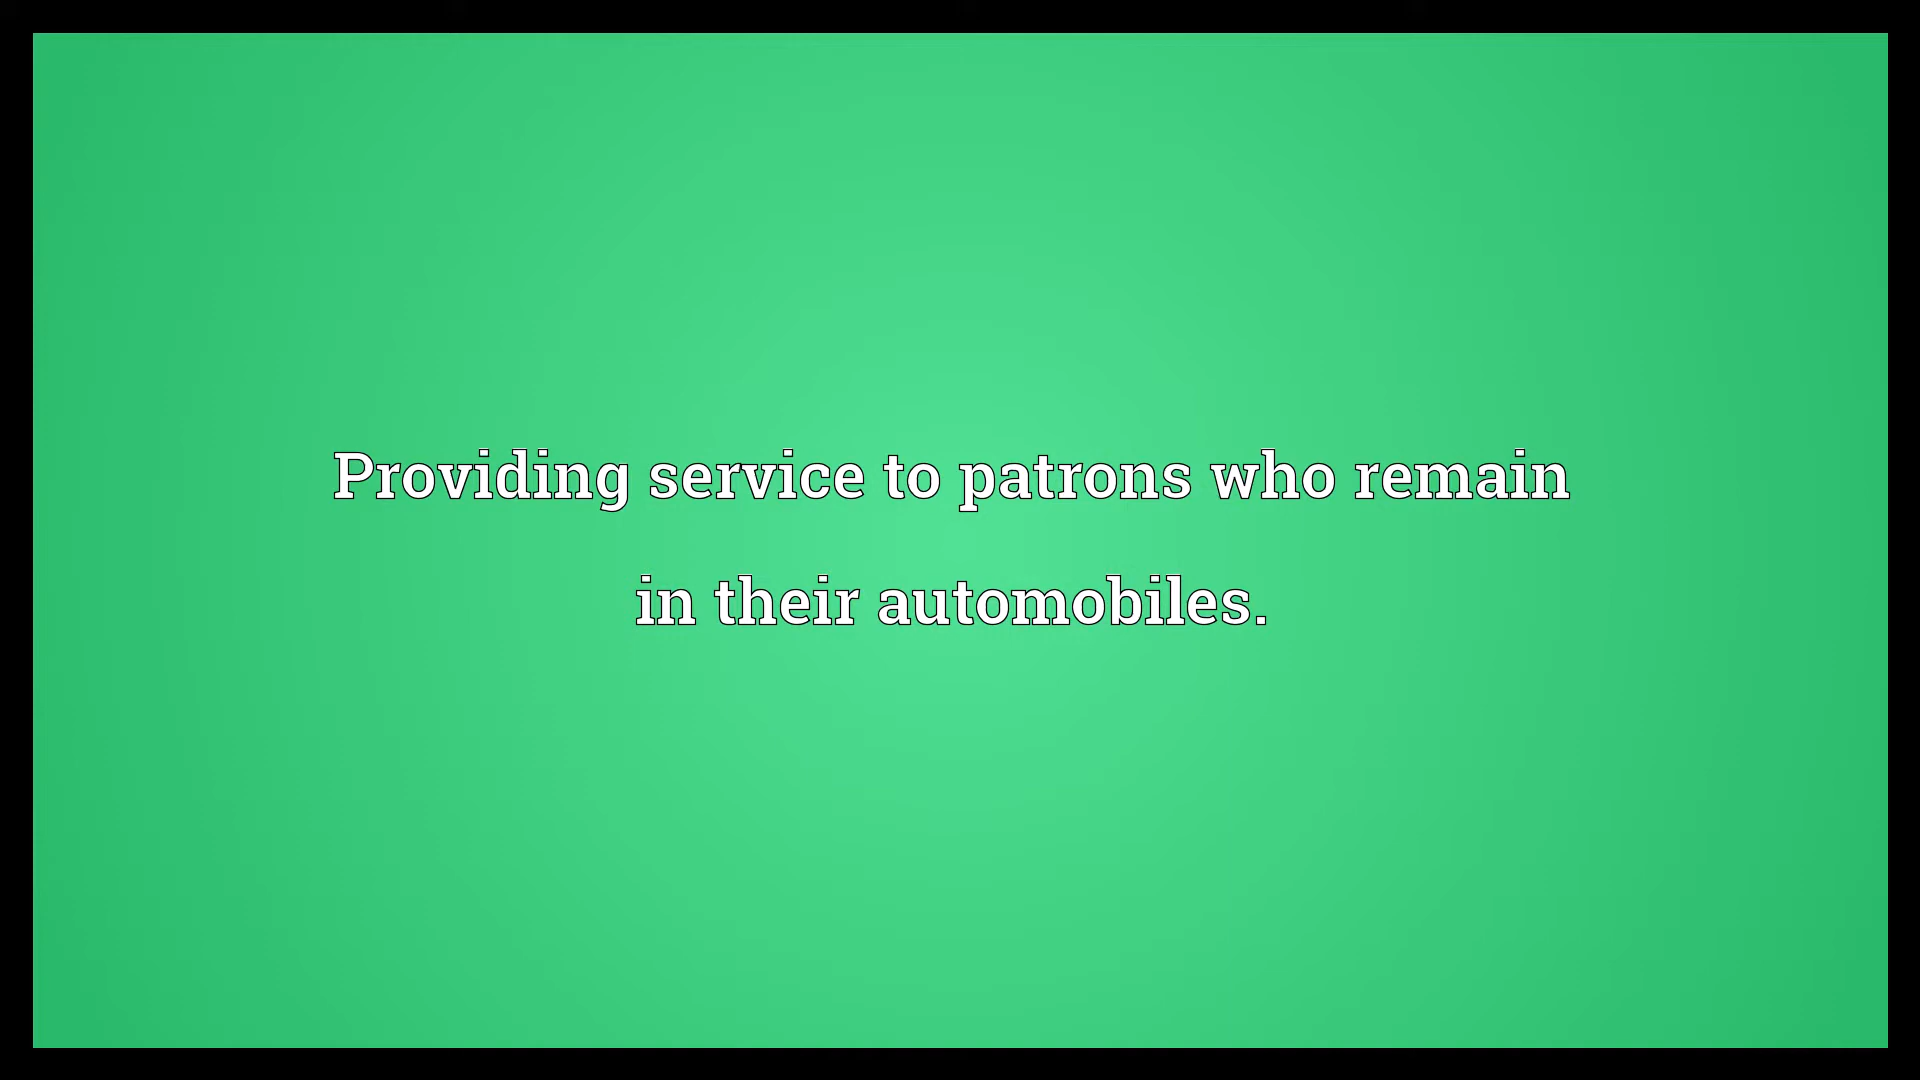 Providing service to patrons who remain
in their automobiles.